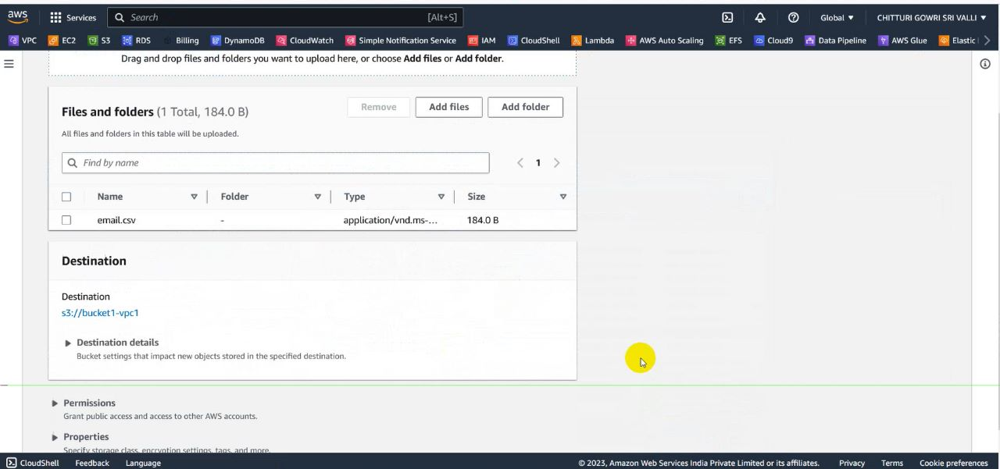 aws Services Search [Alt+S] Global CHITTURI GOWRI SRI VALLI
VPC EC2 S3 RDS Billing DynamoDB CloudWatch Simple Notification Service IAM CloudShell Lambda AWS Auto Scaling EFS Cloud9 Data Pipeline AWS Glue Elastic
Drag and drop files and folders you want to upload here, or choose Add files or Add folder.
Files and folders (1 Total, 184.0 B) Remove Add files Add folder
All files and folders in this table will be uploaded.
Find by name 1
Name Folder Type Size
email.csv - application/vnd.ms-... 184.0 B
Destination
Destination
s3://bucket1-vpc1
Destination details
Bucket settings that impact new objects stored in the specified destination.
Permissions
Grant public access and access to other AWS accounts.
Properties
Specify storage class, encryption settings, tags, and more.
CloudShell Feedback Language © 2023, Amazon Web Services India Private Limited or its affiliates. Privacy Terms Cookie preferences